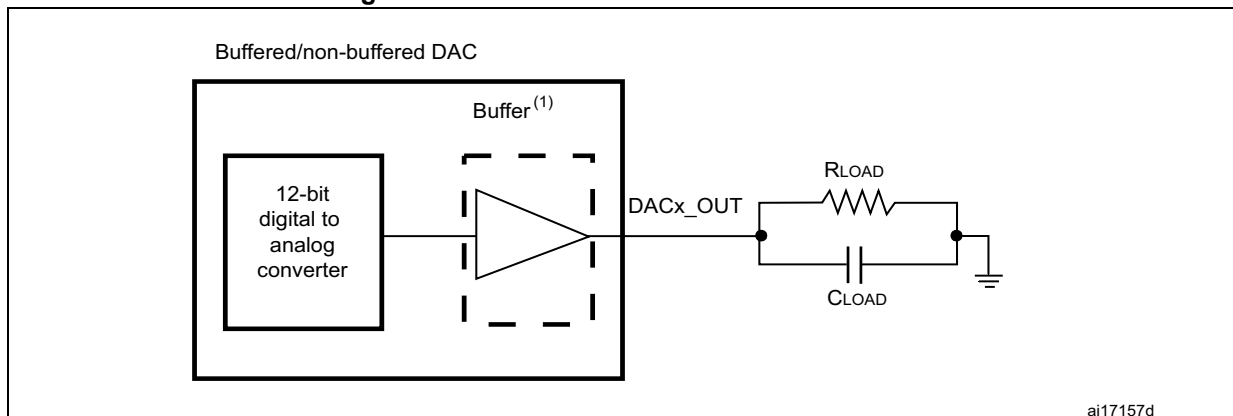 Buffered/non-buffered DAC
Buffer(1)
12-bit
digital to
analog
converter
DACx_OUT
RLOAD
CLOAD
ai17157d